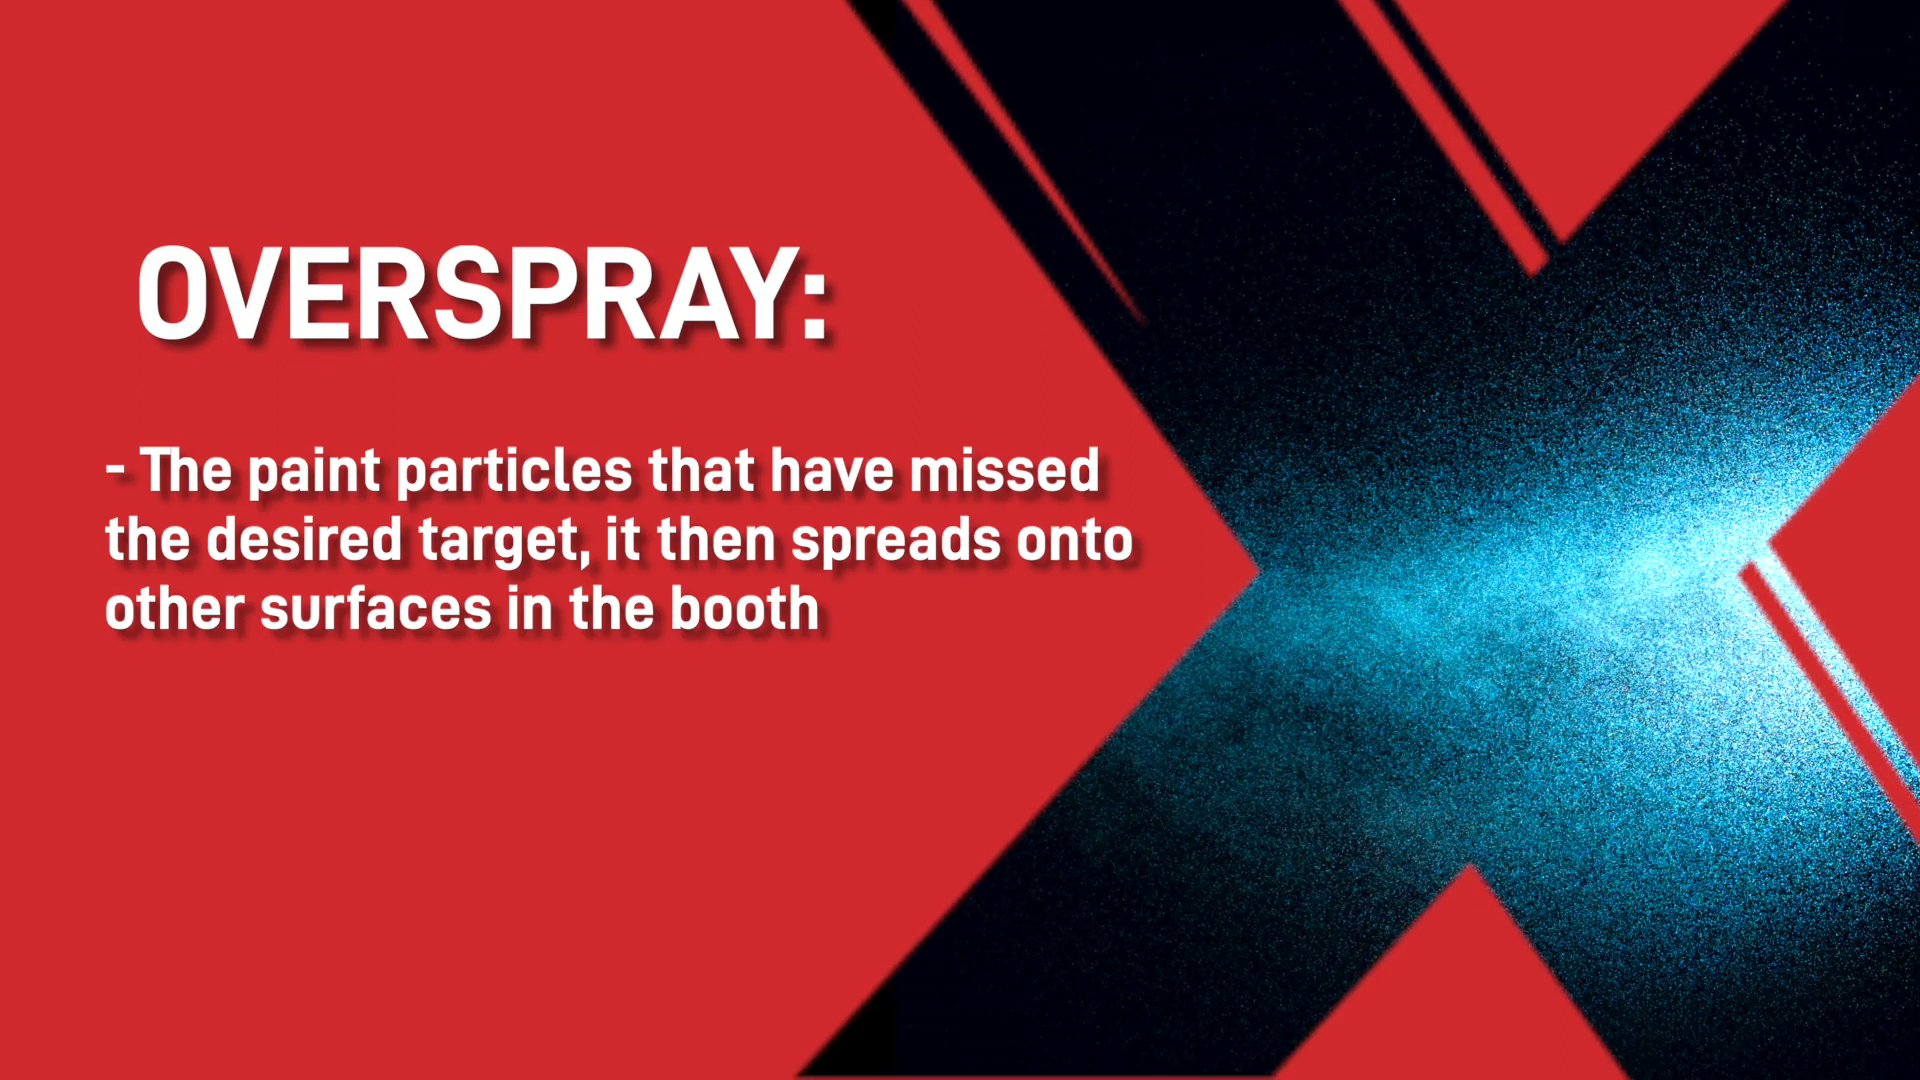 OVERSPRAY:
- The paint particles that have missed
the desired target, it then spreads onto
other surfaces in the booth